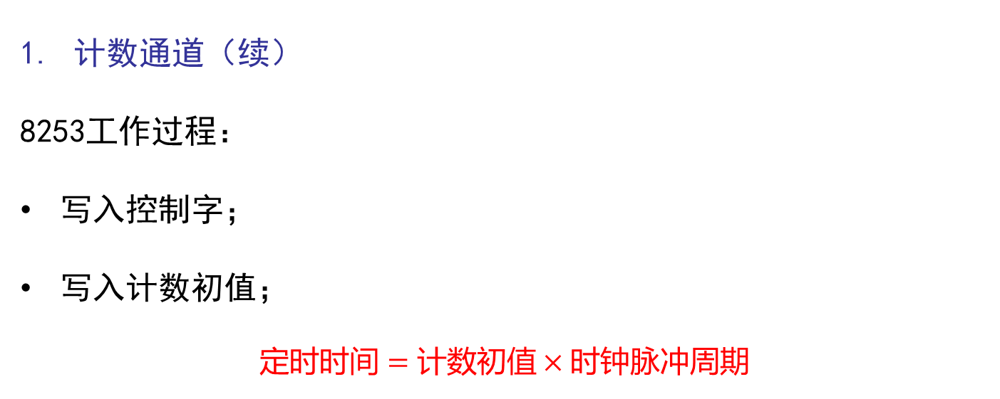 1. 计数通道（续）
8253工作过程：
• 写入控制字；
• 写入计数初值；
定时时间 = 计数初值 × 时钟脉冲周期